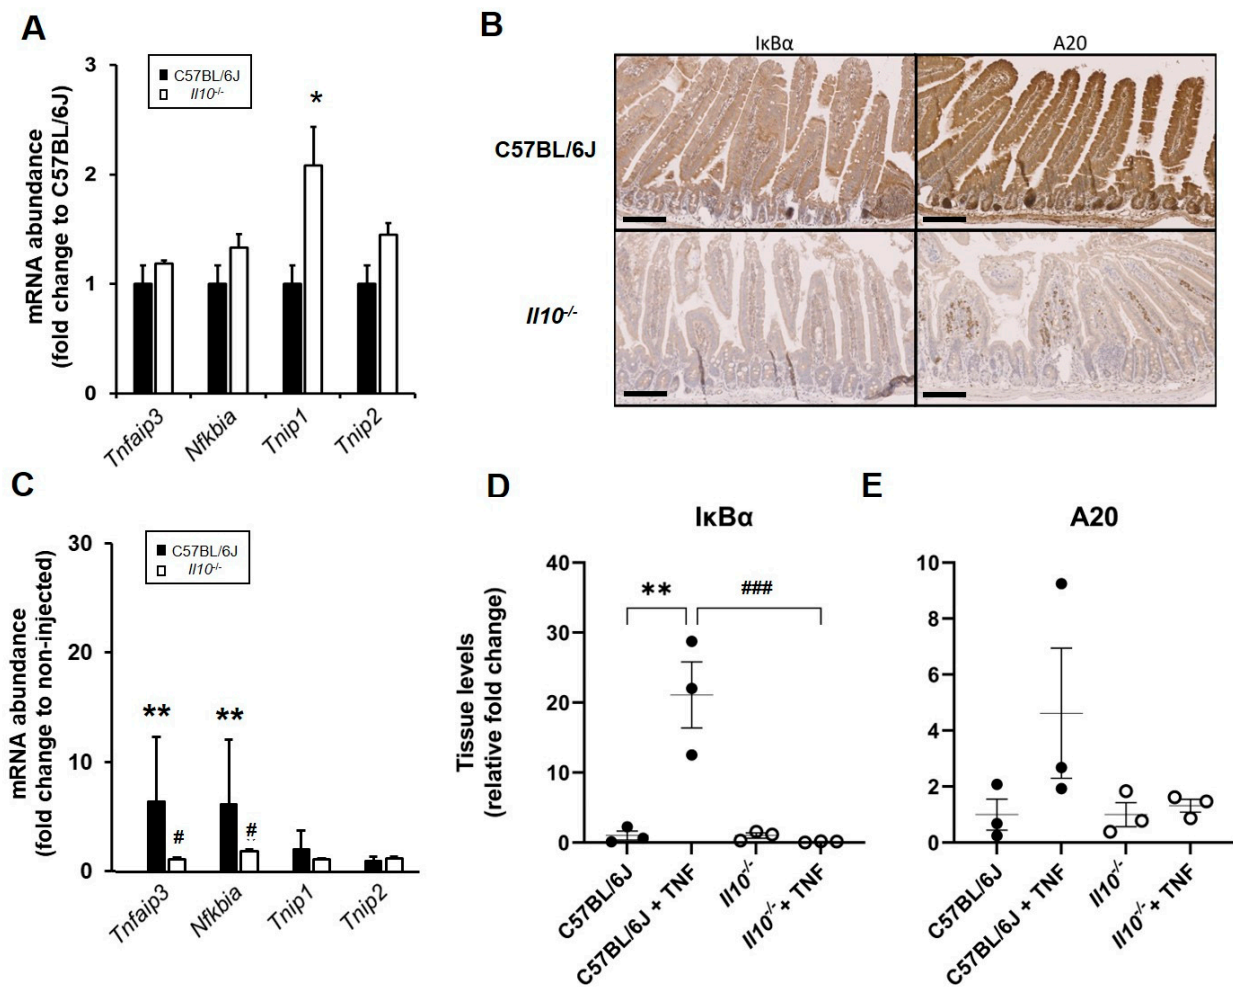 A
mRNA abundance
(fold change to C57BL/6J)
3
2
1
0
C57BL/6J
Il10-/-
*
Tnfaip3
Nfkbia
Tnip1
Tnip2
B
IκBα
A20
C57BL/6J
Il10-/-
C
mRNA abundance
(fold change to non-injected)
30
20
10
0
C57BL/6J
Il10-/-
**
#
**
#
Tnfaip3
Nfkbia
Tnip1
Tnip2
D
IκBα
Tissue levels
(relative fold change)
40
30
20
10
0
**
###
C57BL/6J
C57BL/6J + TNF
Il10-/-
Il10-/- + TNF
E
A20
10
8
6
4
2
0
C57BL/6J
C57BL/6J + TNF
Il10-/-
Il10-/- + TNF